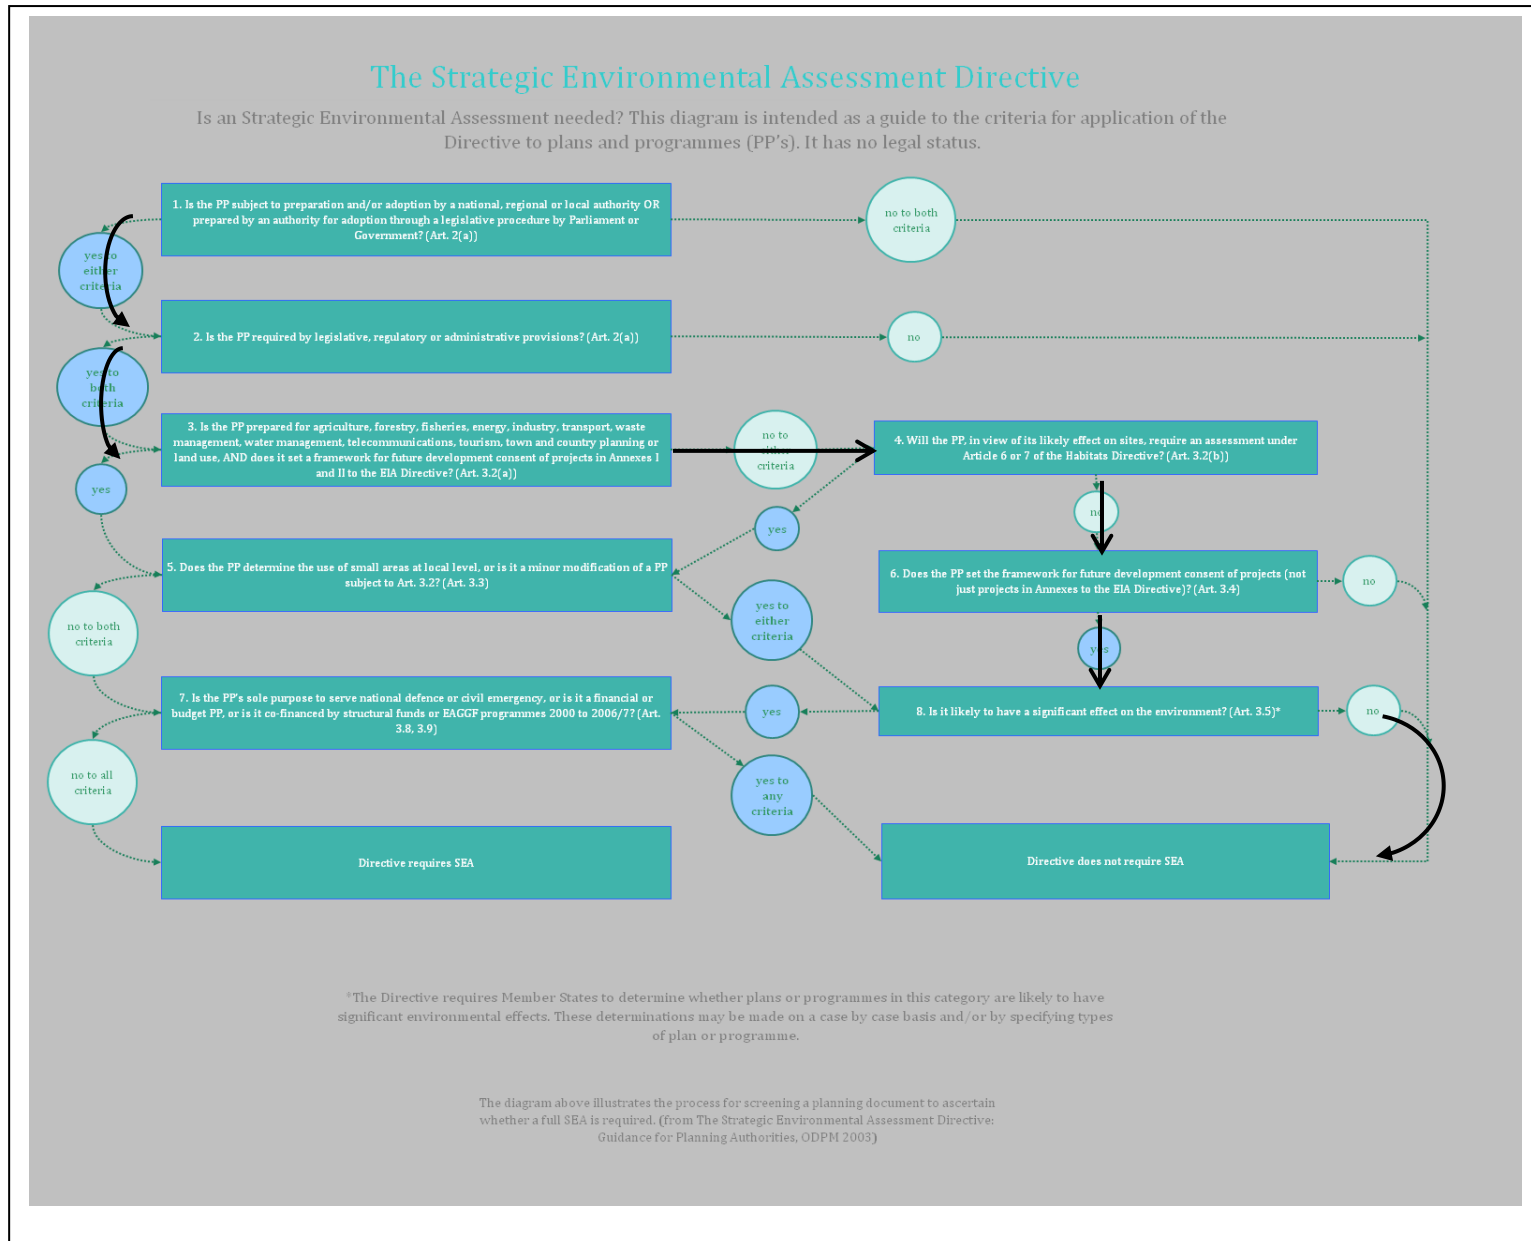 The Strategic Environmental Assessment Directive
Is an Strategic Environmental Assessment needed? This diagram is intended as a guide to the criteria for application of the
Directive to plans and programmes (PP's). It has no legal status.
1. Is the PP subject to preparation and/or adoption by a national, regional or local authority OR
prepared by an authority for adoption through a legislative procedure by Parliament or
Government? (Art. 2(a))
no to both
criteria
yes to
either
criteria
2. Is the PP required by legislative, regulatory or administrative provisions? (Art. 2(a))
no
yes to
both
criteria
3. Is the PP prepared for agriculture, forestry, fisheries, energy, industry, transport, waste
management, water management, telecommunications, tourism, town and country planning or
land use, AND does it set a framework for future development consent of projects in Annexes I
and II to the EIA Directive? (Art. 3.2(a))
no to
either
criteria
4. Will the PP, in view of its likely effect on sites, require an assessment under
Article 6 or 7 of the Habitats Directive? (Art. 3.2(b))
yes
no
yes
5. Does the PP determine the use of small areas at local level, or is it a minor modification of a PP
subject to Art. 3.2? (Art. 3.3)
6. Does the PP set the framework for future development consent of projects (not
just projects in Annexes to the EIA Directive)? (Art. 3.4)
no
no to both
criteria
yes to
either
criteria
yes
7. Is the PP's sole purpose to serve national defence or civil emergency, or is it a financial or
budget PP, or is it co-financed by structural funds or EAGGF programmes 2000 to 2006/7? (Art.
3.8, 3.9)
yes
8. Is it likely to have a significant effect on the environment? (Art. 3.5)*
no
no to all
criteria
yes to
any
criteria
Directive requires SEA
Directive does not require SEA
*The Directive requires Member States to determine whether plans or programmes in this category are likely to have
significant environmental effects. These determinations may be made on a case by case basis and/or by specifying types
of plan or programme.
The diagram above illustrates the process for screening a planning document to ascertain
whether a full SEA is required. (from The Strategic Environmental Assessment Directive:
Guidance for Planning Authorities, ODPM 2003)